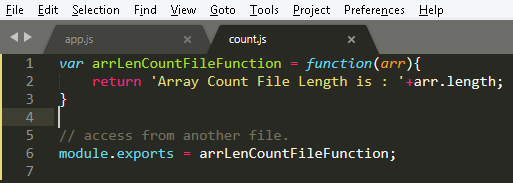 File Edit Selection Find View Goto Tools Project Preferences Help
app.js × count.js ×
1 var arrLenCountFileFunction = function(arr){
2 return 'Array Count File Length is : '+arr.length;
3 }
4
5 // access from another file.
6 module.exports = arrLenCountFileFunction;
7